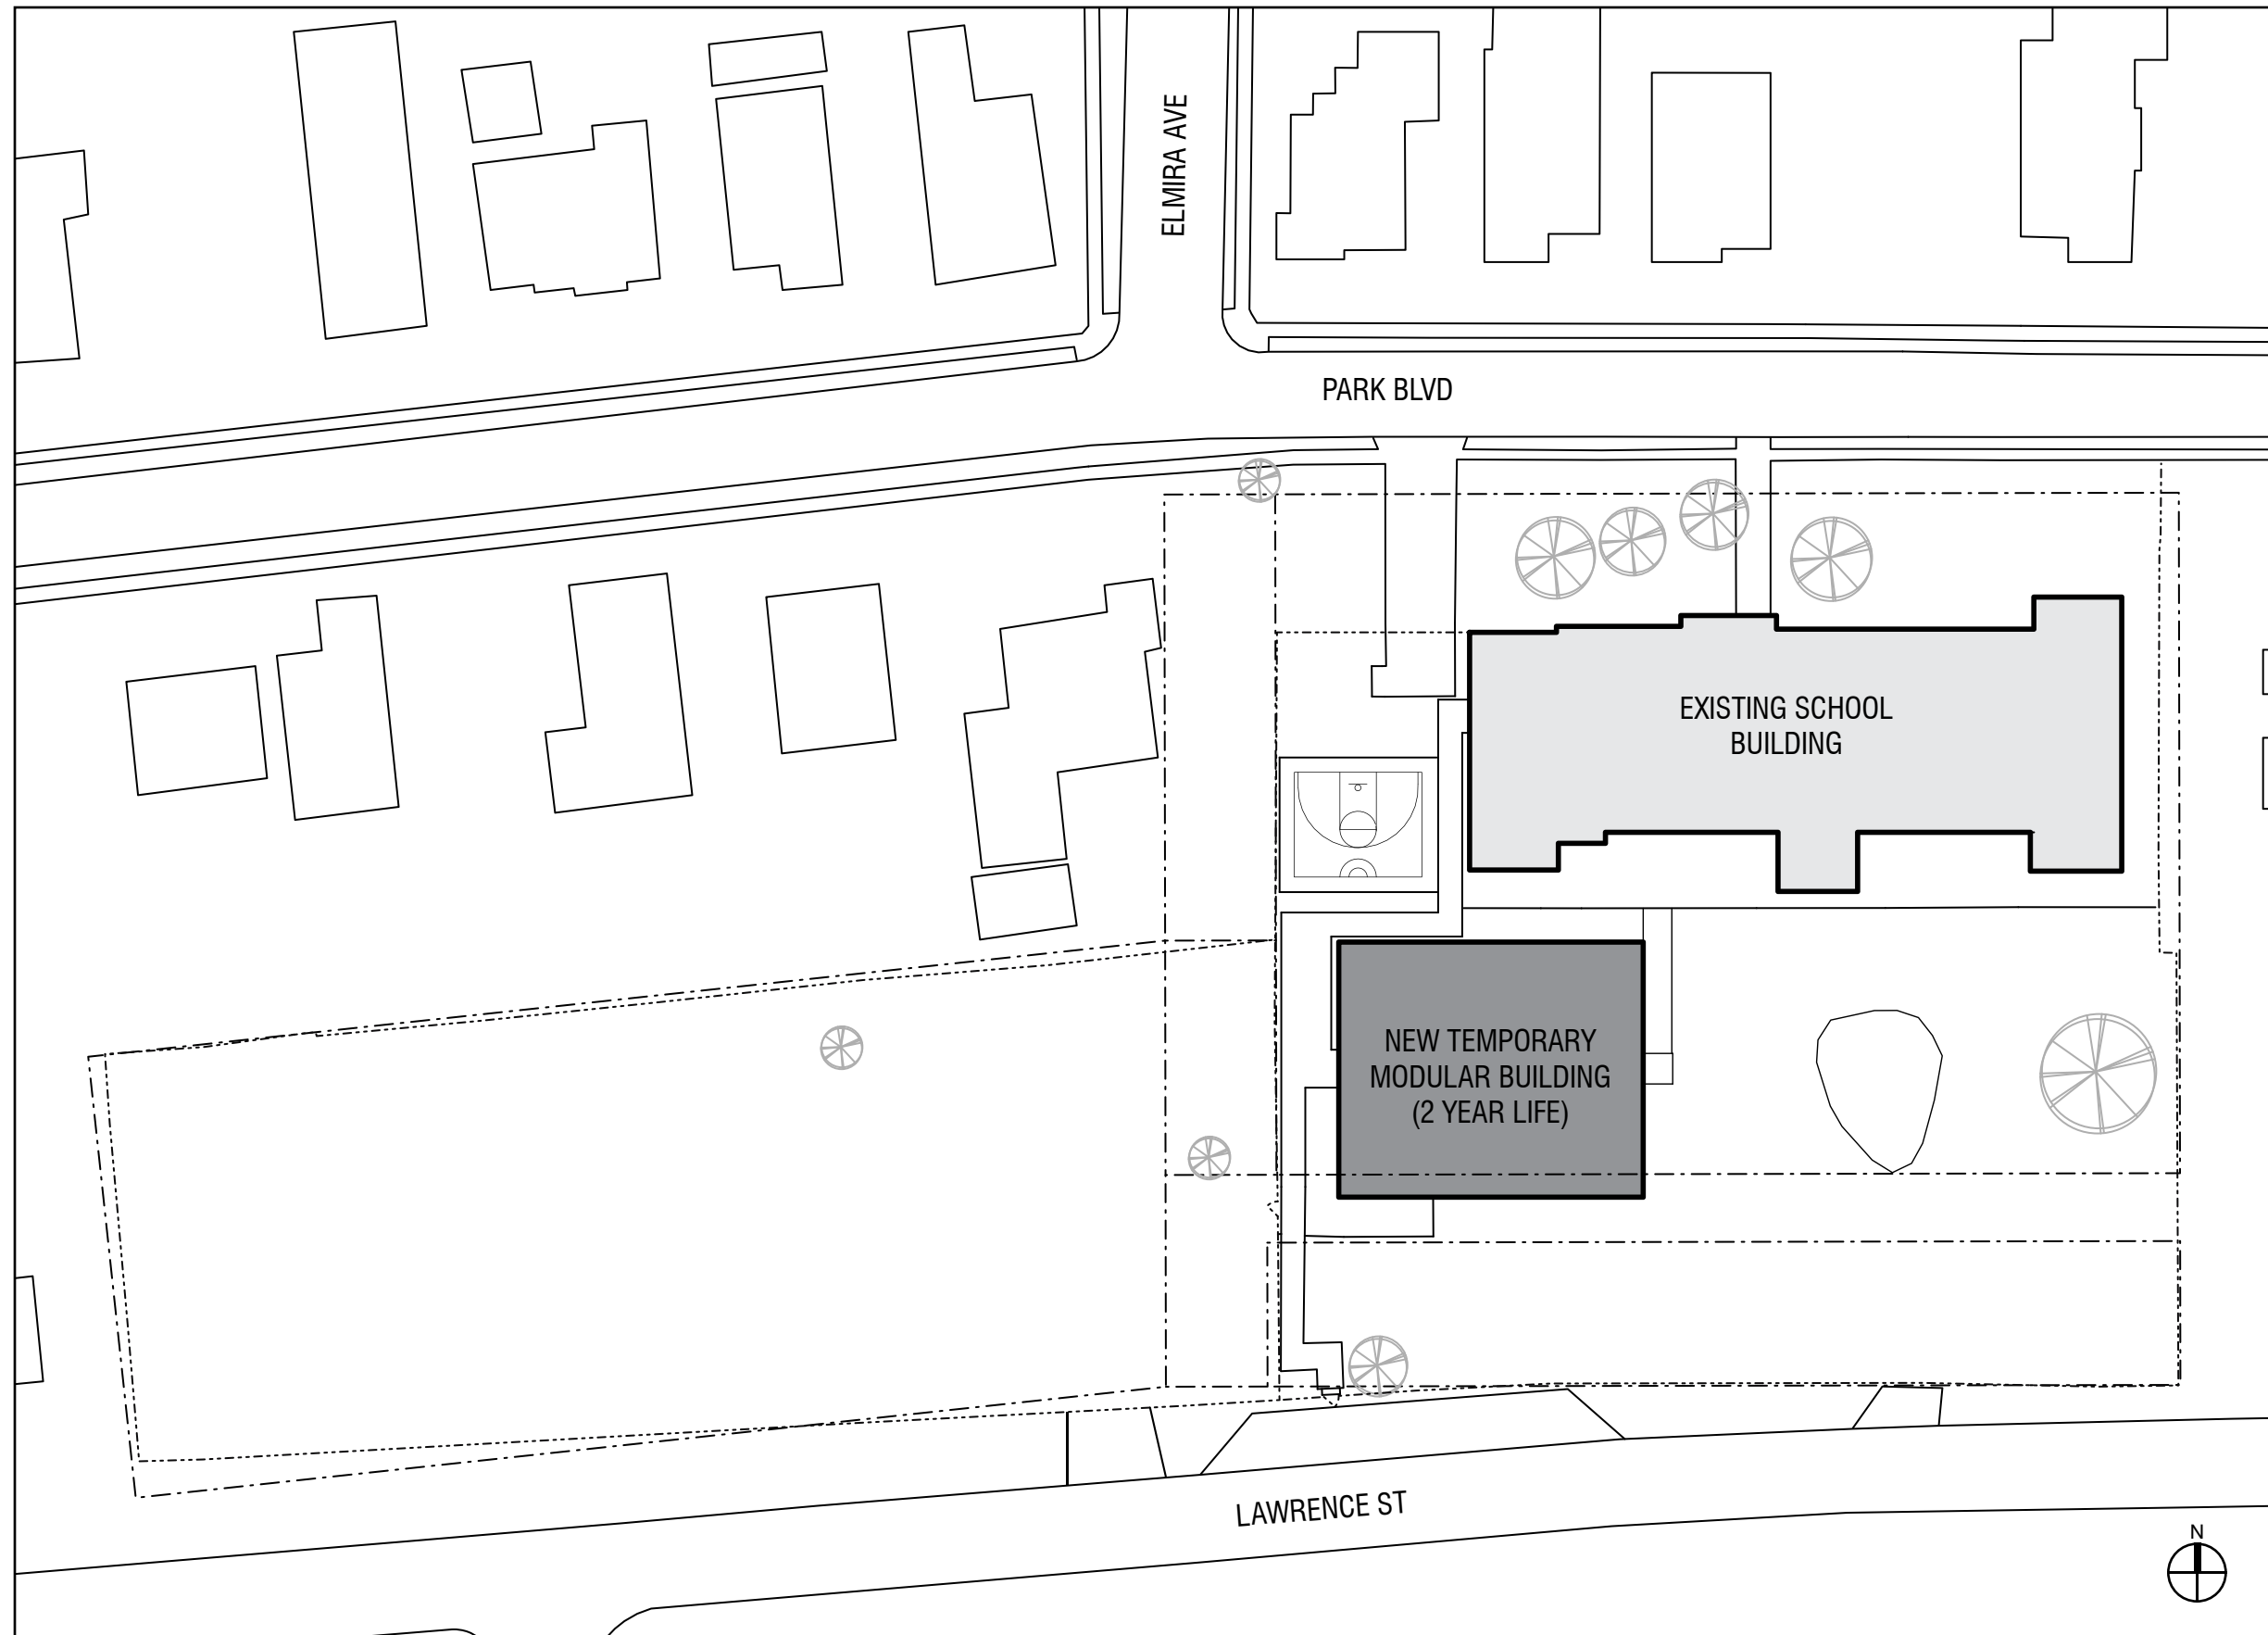 ELMIRA AVE
PARK BLVD
EXISTING SCHOOL
BUILDING
NEW TEMPORARY
MODULAR BUILDING
(2 YEAR LIFE)
LAWRENCE ST
N